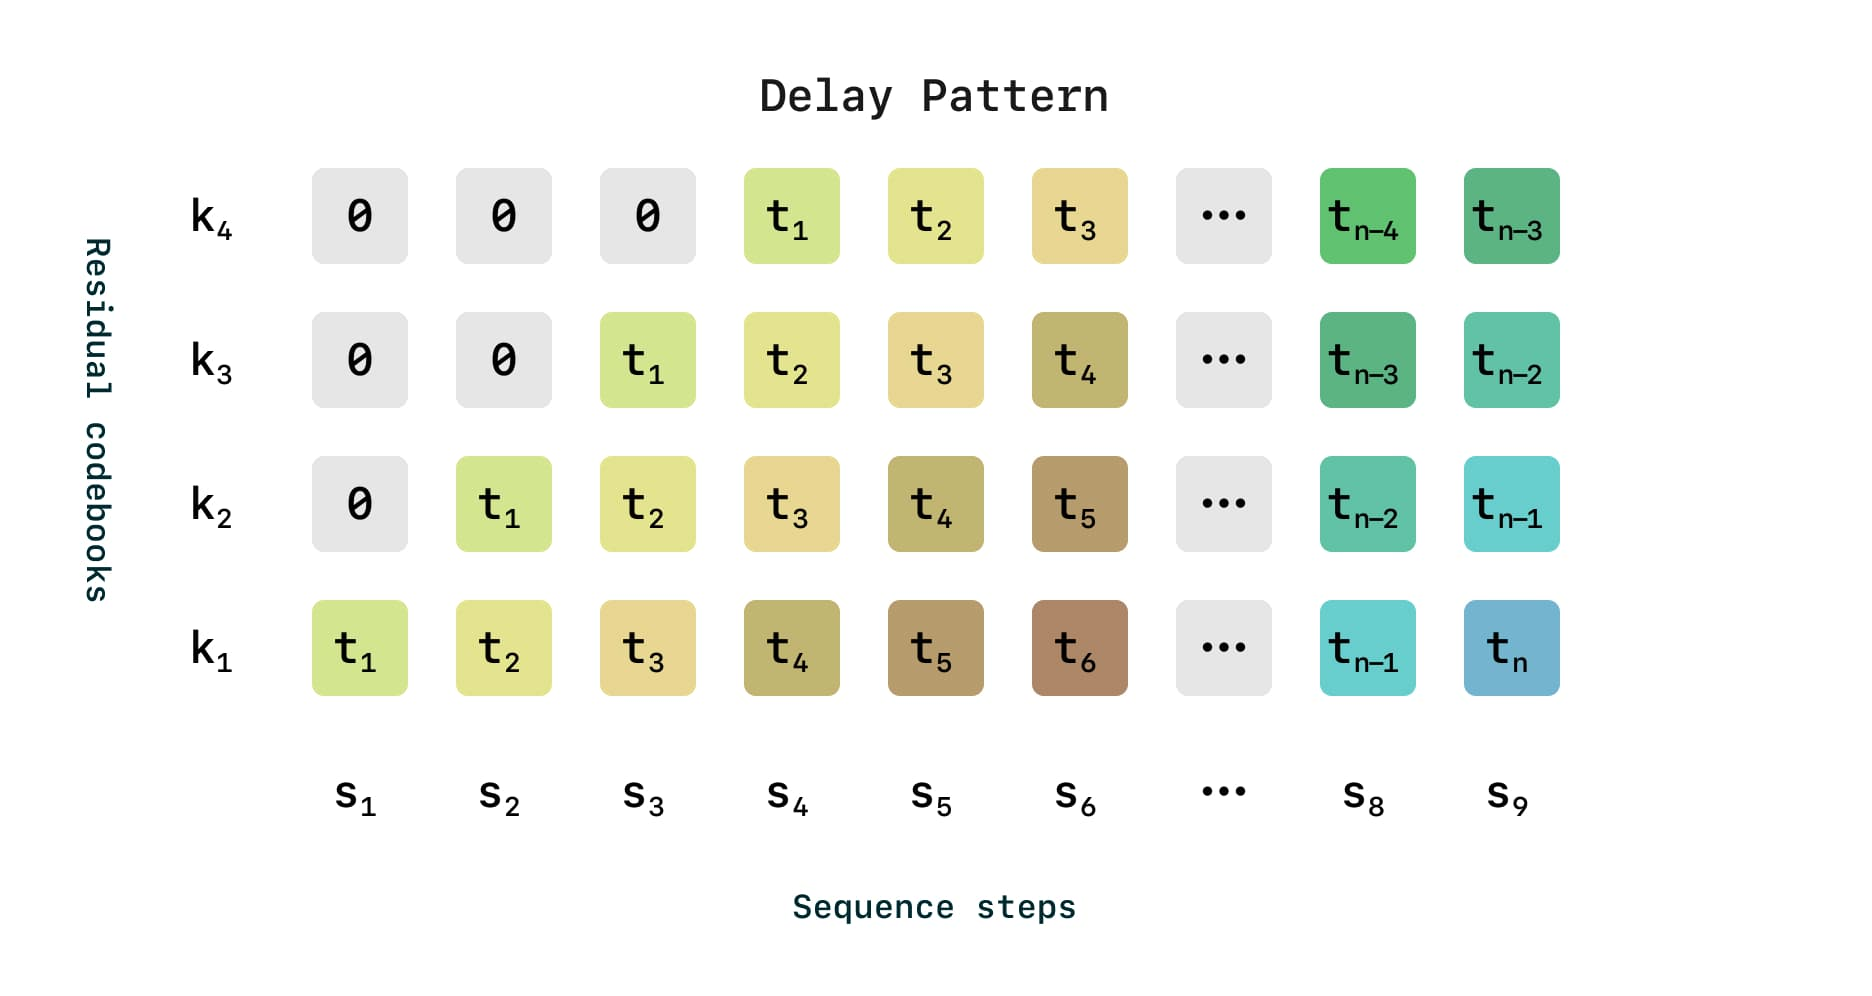 Delay Pattern
Residual codebooks
k₄ 0 0 0 t₁ t₂ t₃ ••• tₙ₋₄ tₙ₋₃
k₃ 0 0 t₁ t₂ t₃ t₄ ••• tₙ₋₃ tₙ₋₂
k₂ 0 t₁ t₂ t₃ t₄ t₅ ••• tₙ₋₂ tₙ₋₁
k₁ t₁ t₂ t₃ t₄ t₅ t₆ ••• tₙ₋₁ tₙ
s₁ s₂ s₃ s₄ s₅ s₆ ••• s₈ s₉
Sequence steps